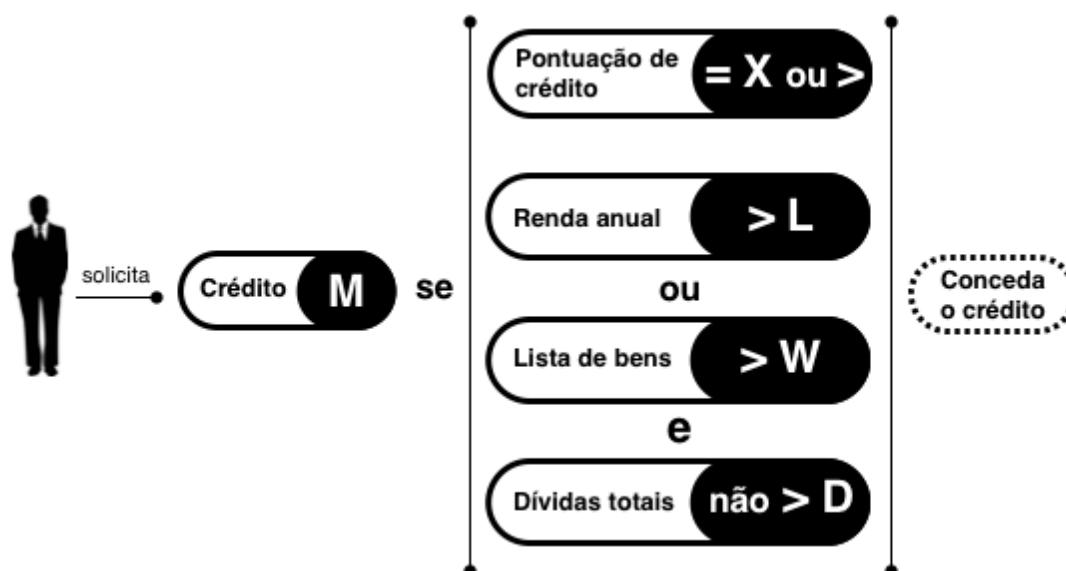 Pontuação de
crédito
= X ou >
solicita
Crédito
M
se
Renda anual
> L
ou
Lista de bens
> W
e
Dívidas totais
não > D
Conceda
o crédito